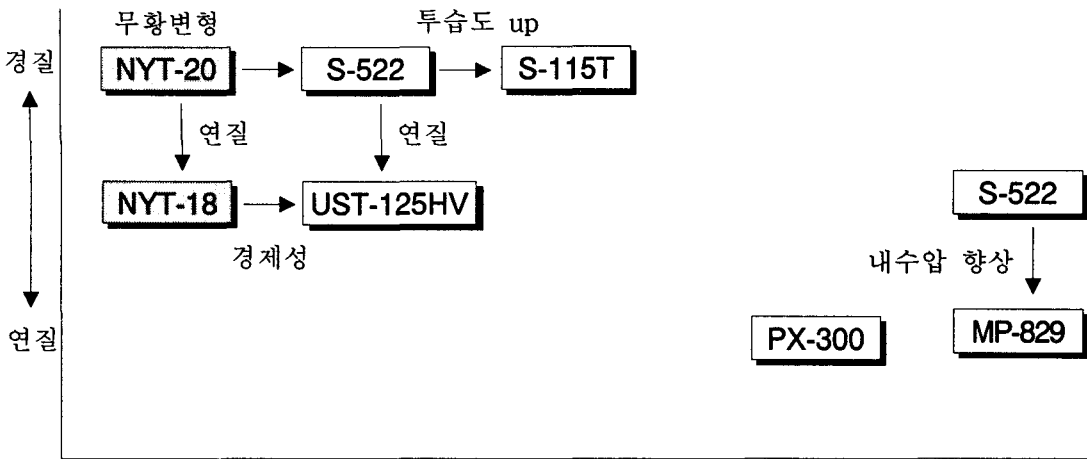 무황변형
투습도 up
경질
NYT-20
S-522
S-115T
연질
연질
NYT-18
UST-125HV
S-522
경제성
내수압 향상
연질
PX-300
MP-829